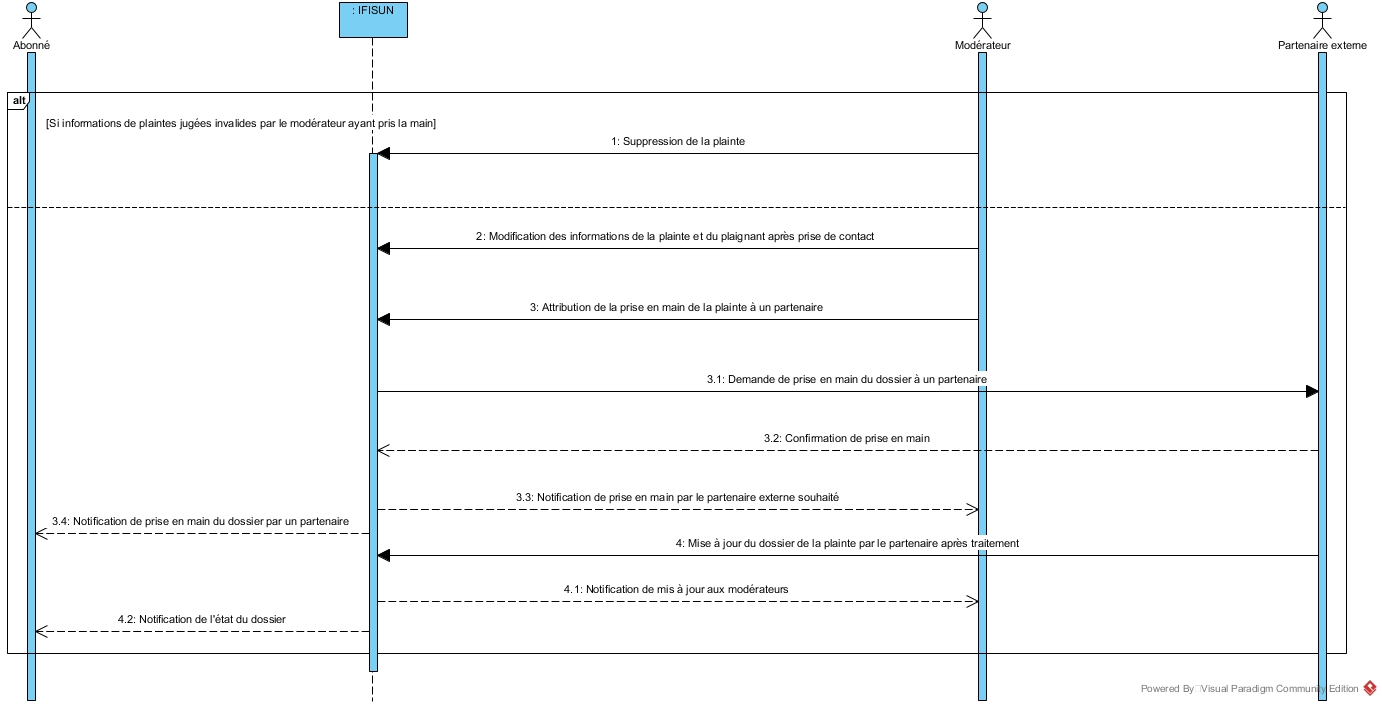 : IFISUN
Abonné
Modérateur
Partenaire externe
alt
[Si informations de plaintes jugées invalides par le modérateur ayant pris la main]
1: Suppression de la plainte
2: Modification des informations de la plainte et du plaignant après prise de contact
3: Attribution de la prise en main de la plainte à un partenaire
3.1: Demande de prise en main du dossier à un partenaire
3.2: Confirmation de prise en main
3.3: Notification de prise en main par le partenaire externe souhaité
3.4: Notification de prise en main du dossier par un partenaire
4: Mise à jour du dossier de la plainte par le partenaire après traitement
4.1: Notification de mis à jour aux modérateurs
4.2: Notification de l'état du dossier
Powered By Visual Paradigm Community Edition